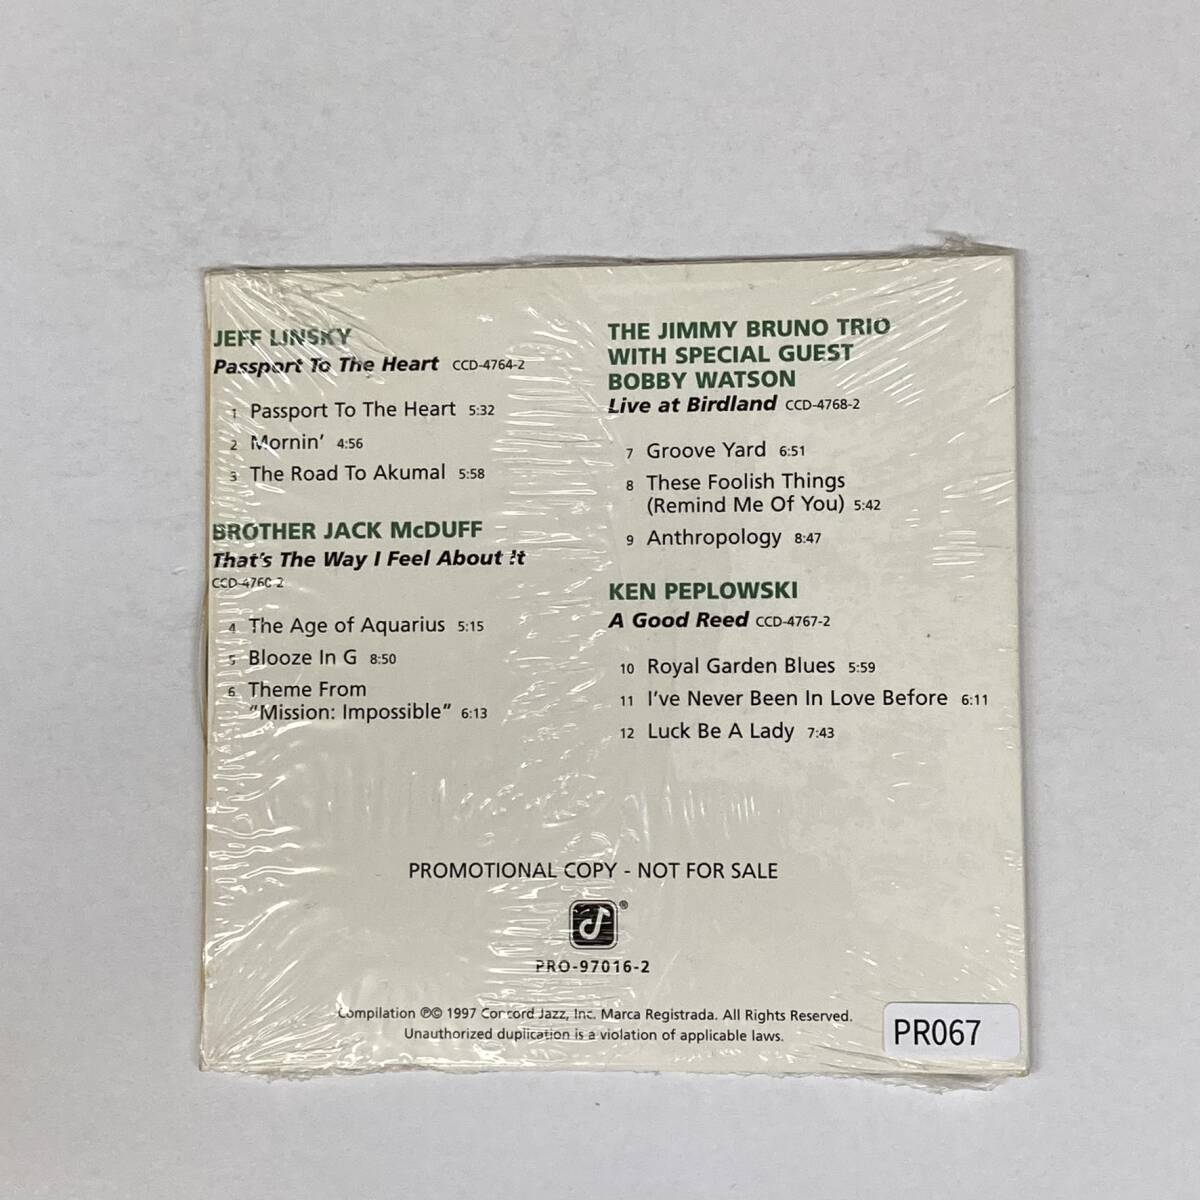 JEFF LINSKY
Passport To The Heart CCD-4764-2
1 Passport To The Heart 5:32
2 Mornin' 4:56
3 The Road To Akumal 5:58
BROTHER JACK McDUFF
That's The Way I Feel About It
CCD-4760-2
4 The Age of Aquarius 5:15
5 Blooze In G 8:50
6 Theme From
"Mission: Impossible" 6:13
THE JIMMY BRUNO TRIO
WITH SPECIAL GUEST
BOBBY WATSON
Live at Birdland CCD-4768-2
7 Groove Yard 6:51
8 These Foolish Things
(Remind Me Of You) 5:42
9 Anthropology 8:47
KEN PEPLOWSKI
A Good Reed CCD-4767-2
10 Royal Garden Blues 5:59
11 I've Never Been In Love Before 6:11
12 Luck Be A Lady 7:43
PROMOTIONAL COPY - NOT FOR SALE
®
PRO-97016-2
Compilation ℗© 1997 Concord Jazz, Inc. Marca Registrada. All Rights Reserved.
Unauthorized duplication is a violation of applicable laws.
PR067